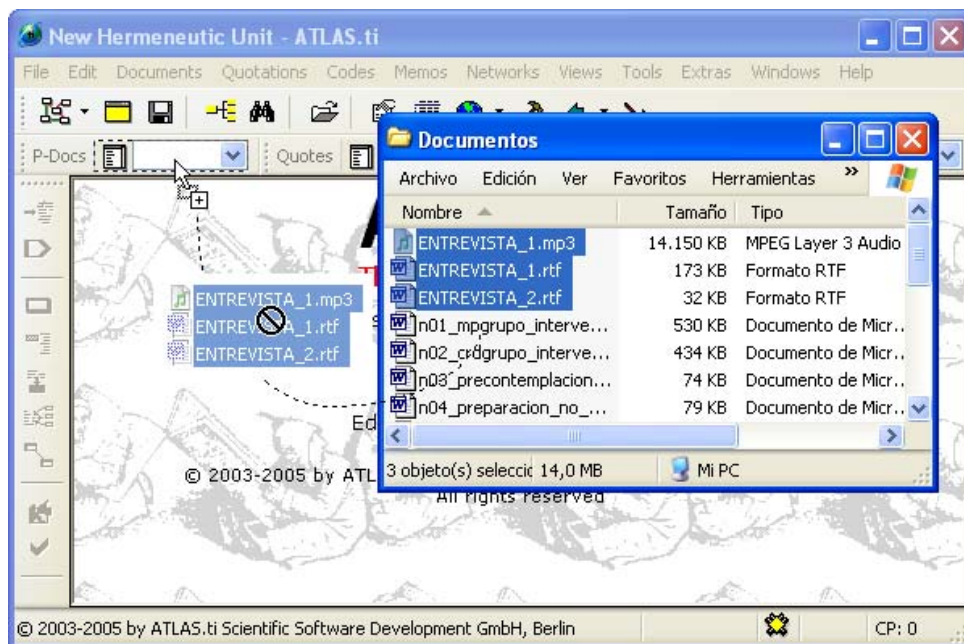 New Hermeneutic Unit - ATLAS.ti
File Edit Documents Quotations Codes Memos Networks Views Tools Extras Windows Help
P-Docs
Quotes
Documentos
Archivo Edición Ver Favoritos Herramientas »
Nombre Tamaño Tipo
ENTREVISTA_1.mp3 14.150 KB MPEG Layer 3 Audio
ENTREVISTA_1.rtf 173 KB Formato RTF
ENTREVISTA_2.rtf 32 KB Formato RTF
n01_mpgrupo_interve... 530 KB Documento de Micr...
n02_crdgrupo_interve... 434 KB Documento de Micr...
n03_precontemplacion... 74 KB Documento de Micr...
n04_preparacion_no_... 79 KB Documento de Micr...
3 objeto(s) selecció 14,0 MB Mi PC
ENTREVISTA_1.mp3
ENTREVISTA_1.rtf
ENTREVISTA_2.rtf
Ed
© 2003-2005 by ATL
All rights reserved
© 2003-2005 by ATLAS.ti Scientific Software Development GmbH, Berlin
CP: 0